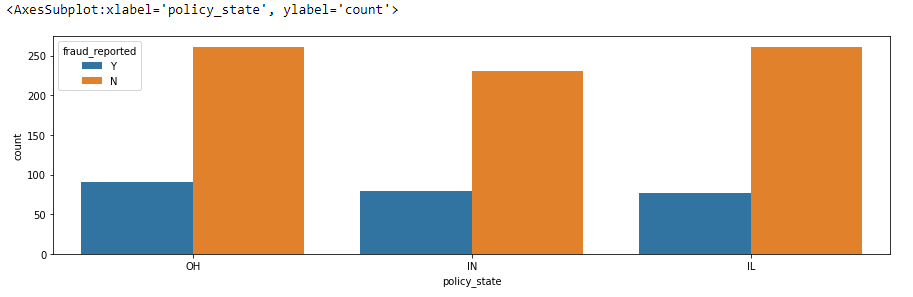 <AxesSubplot:xlabel='policy_state', ylabel='count'>
fraud_reported
Y
N
250
200
150
100
50
0
count
OH
IN
IL
policy_state